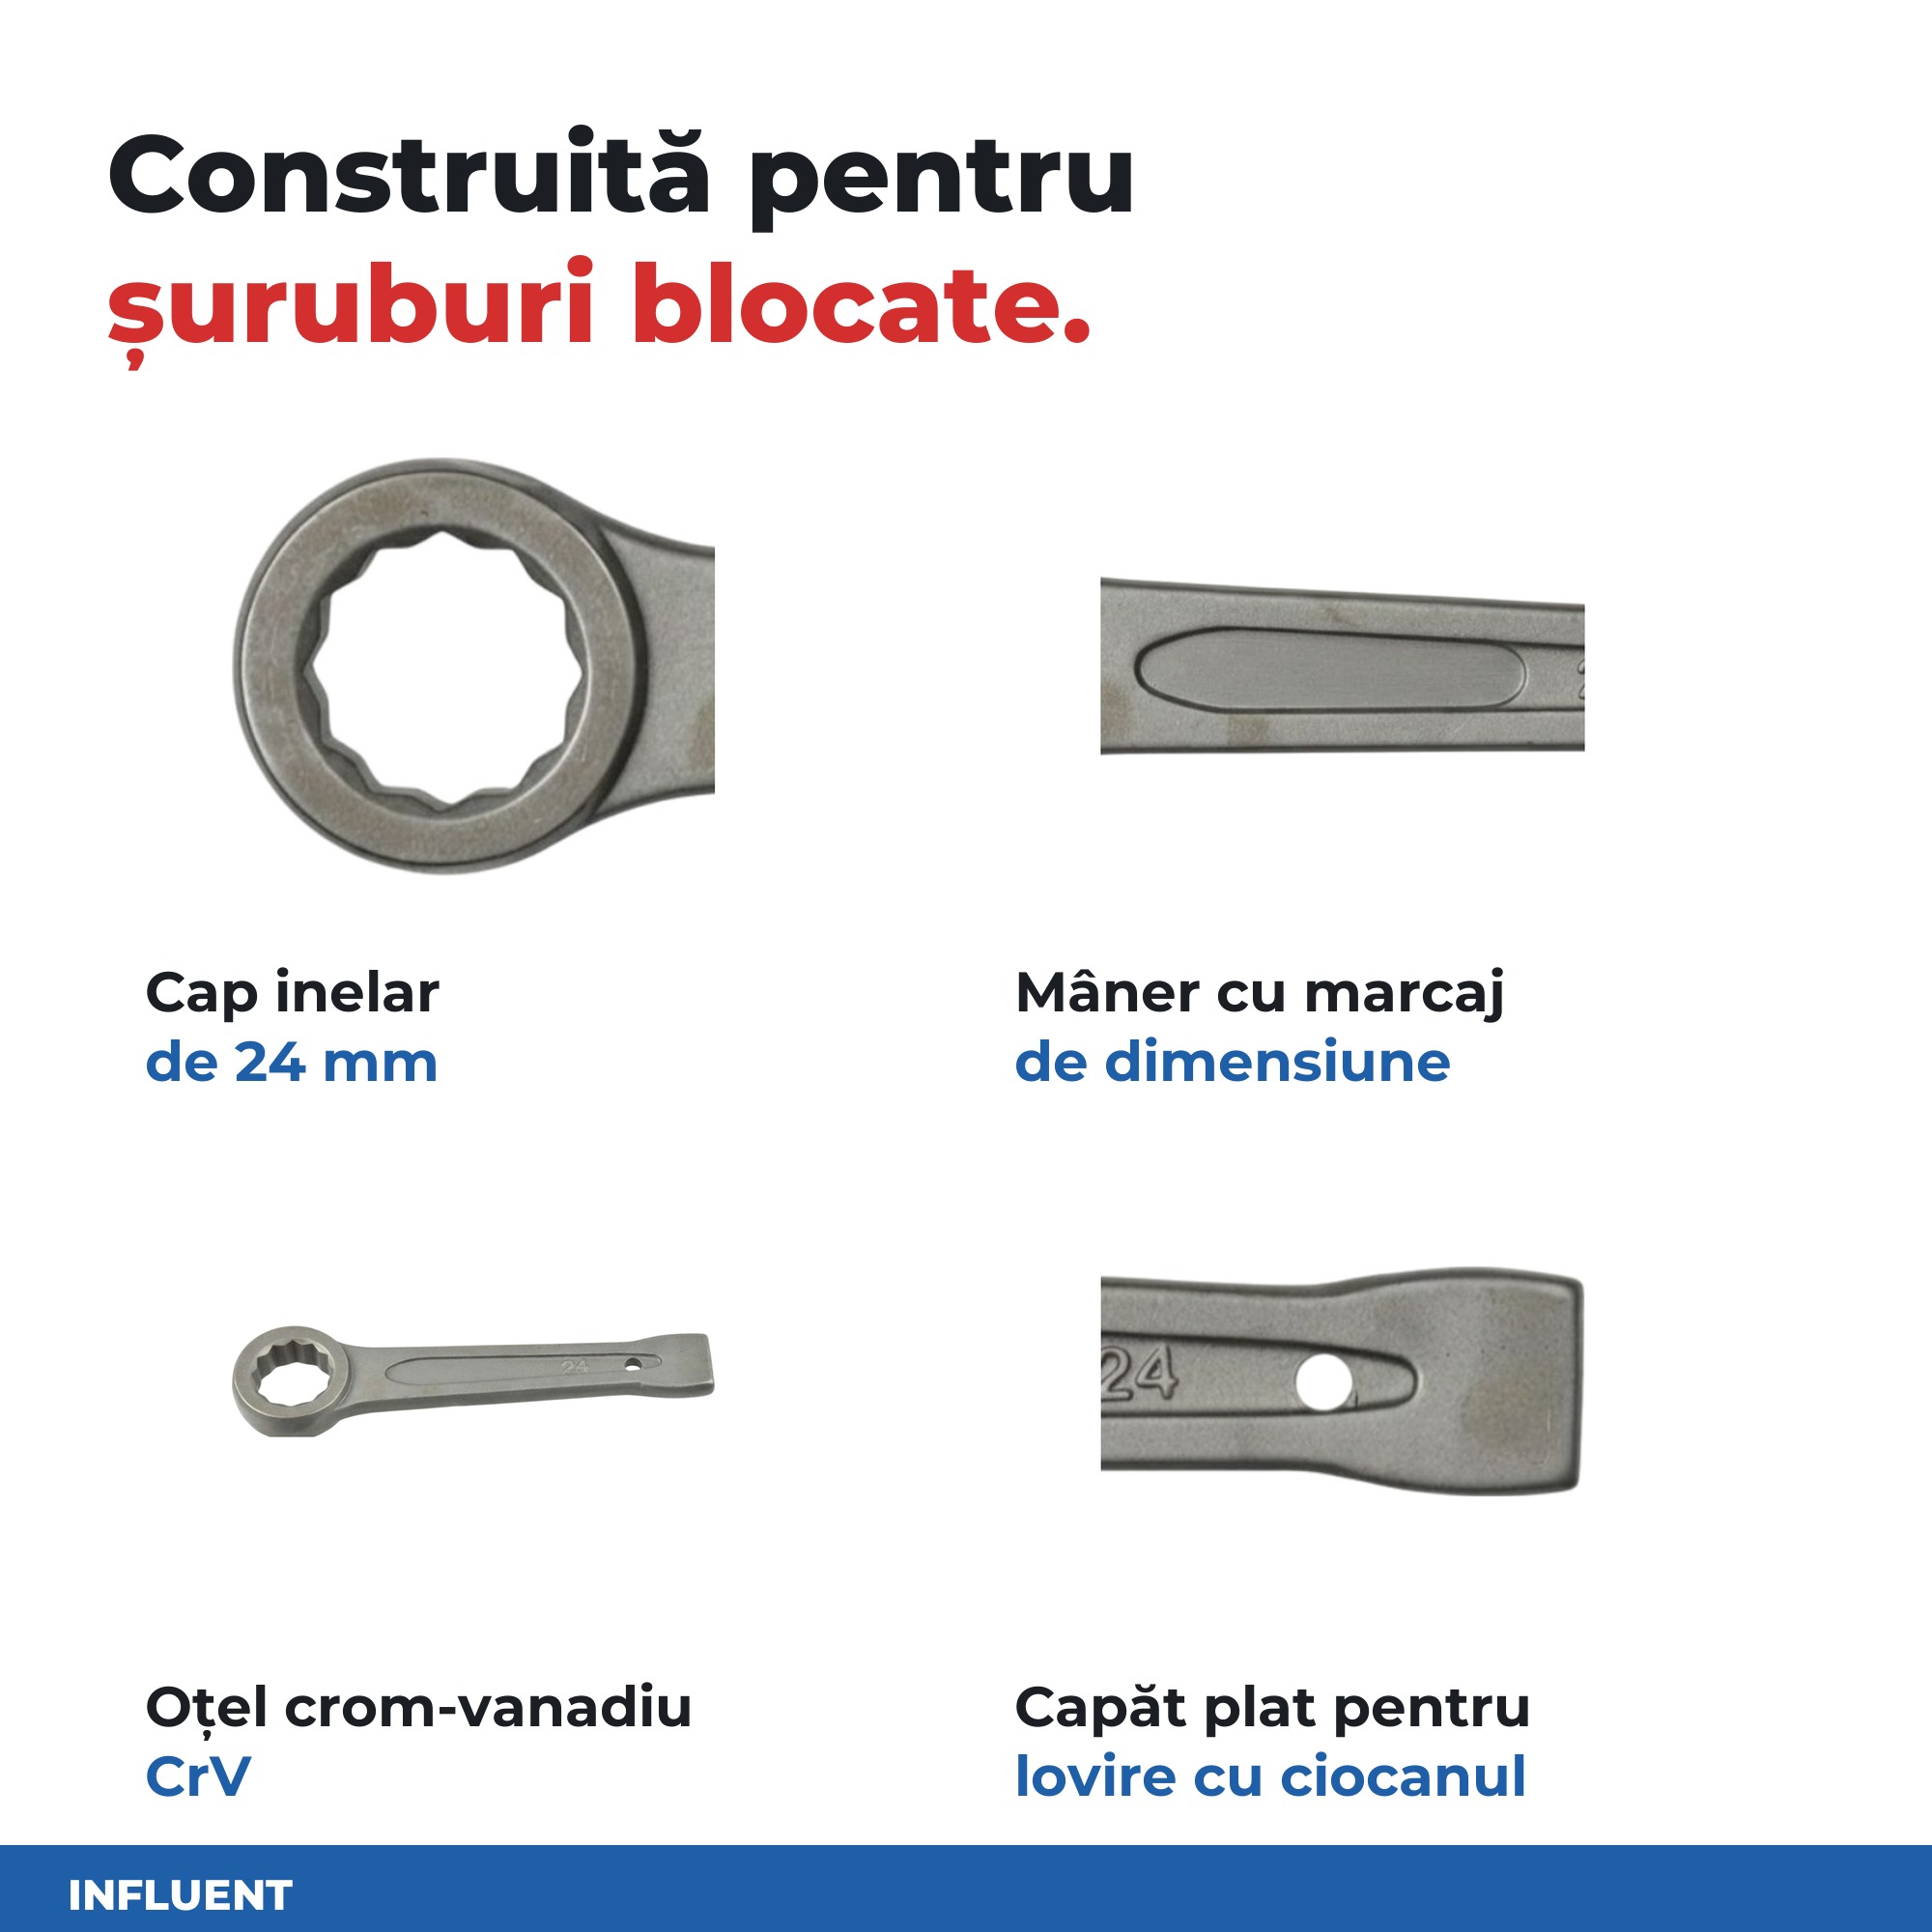 Construită pentru
șuruburi blocate.
Cap inelar
de 24 mm
Mâner cu marcaj
de dimensiune
24
24
Oțel crom-vanadiu
CrV
Capăt plat pentru
lovire cu ciocanul
INFLUENT